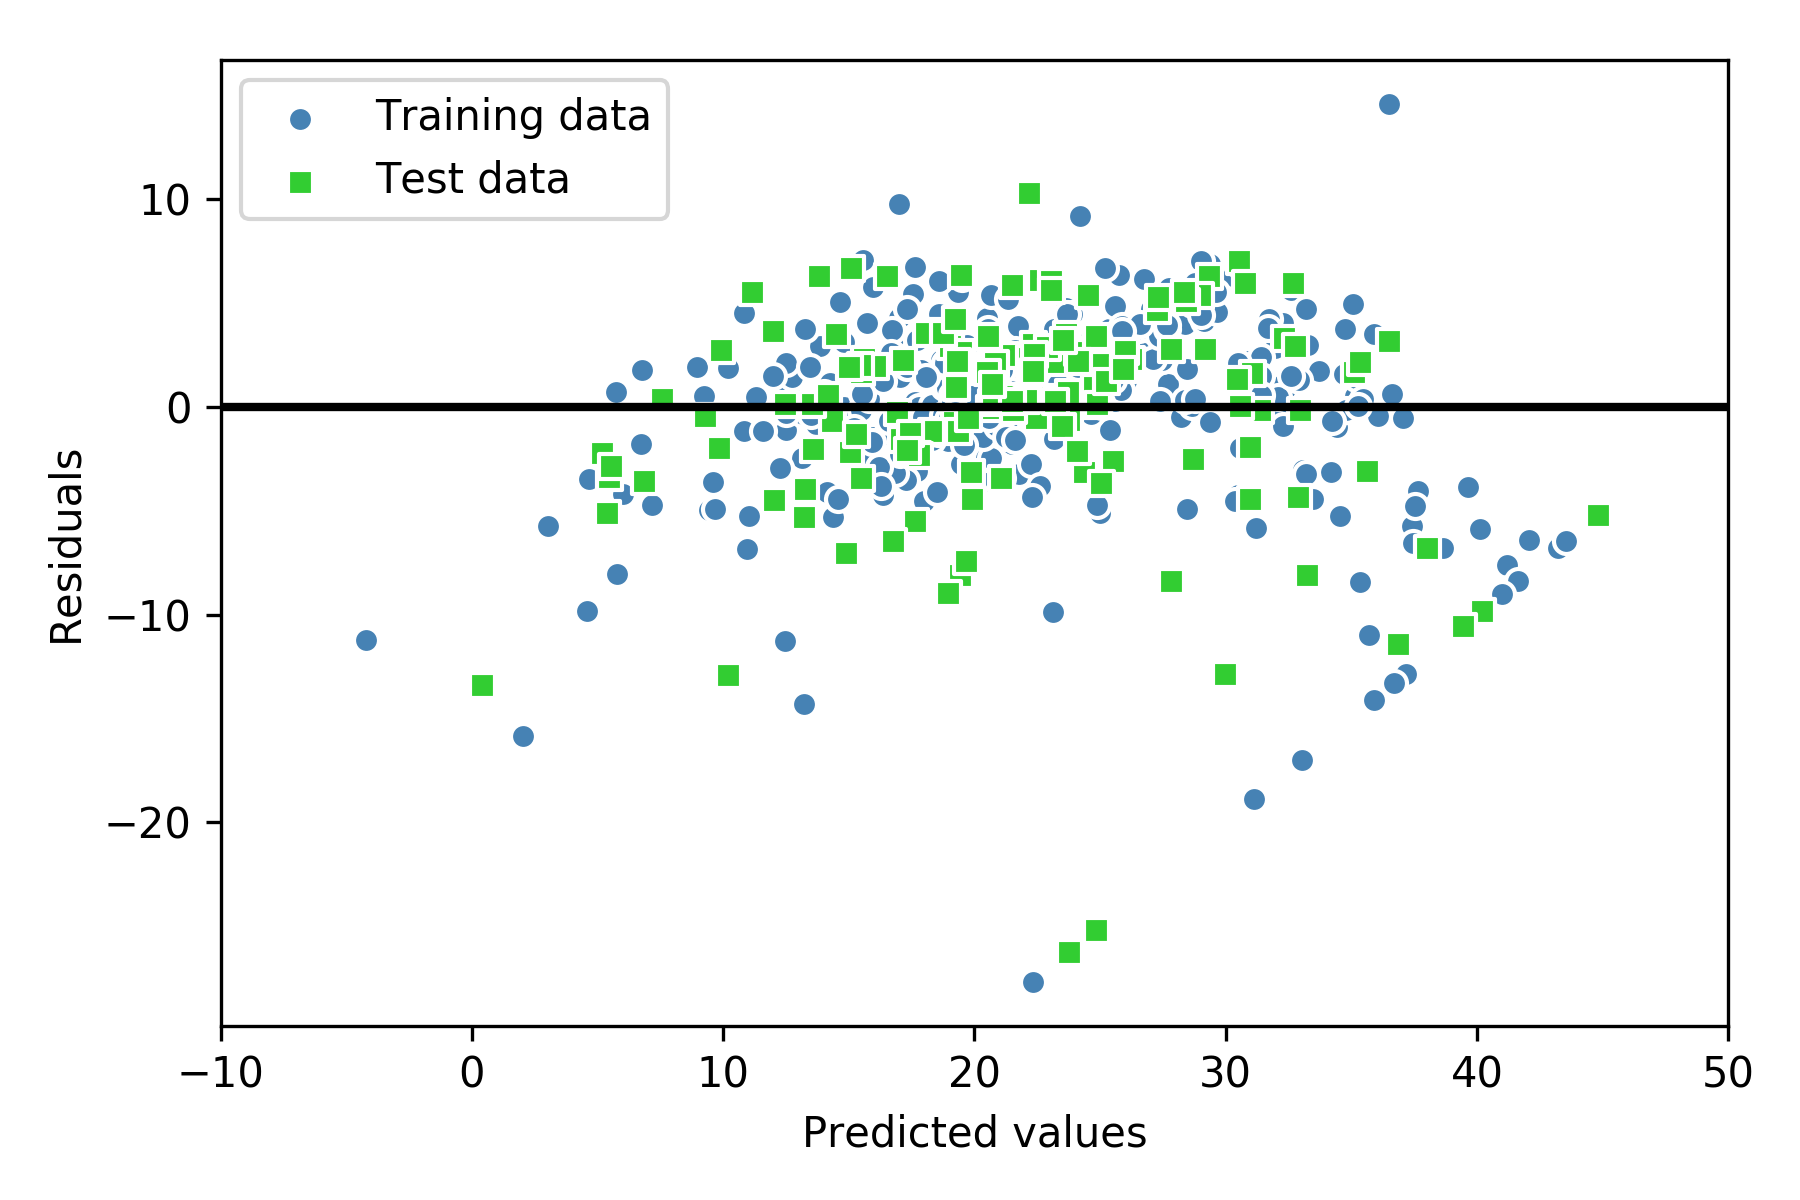 Training data
Test data
10
0
−10
−20
Residuals
−10 0 10 20 30 40 50
Predicted values